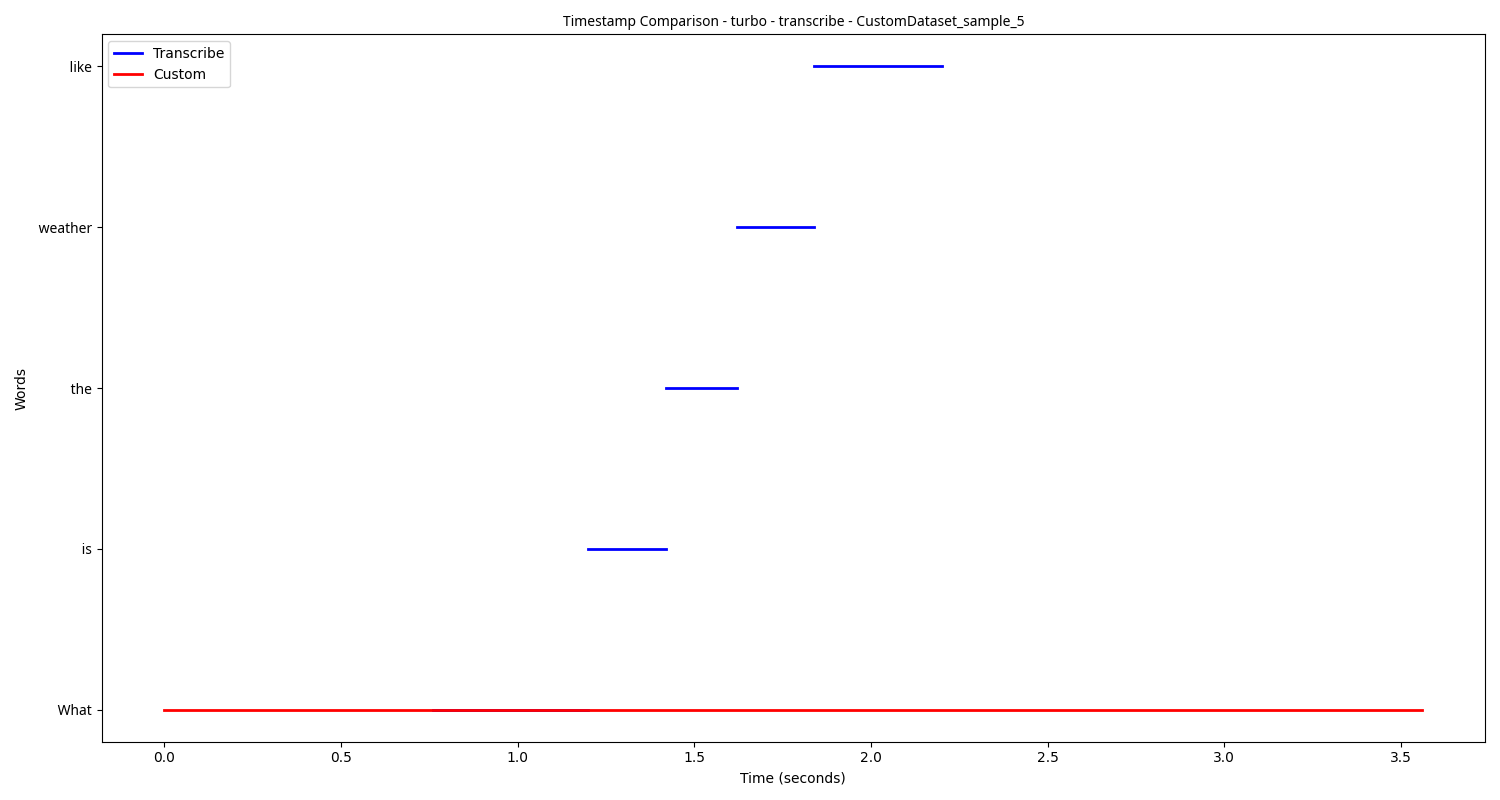 Timestamp Comparison - turbo - transcribe - CustomDataset_sample_5
Transcribe
Custom
like
weather
the
is
What
Words
0.0 0.5 1.0 1.5 2.0 2.5 3.0 3.5
Time (seconds)